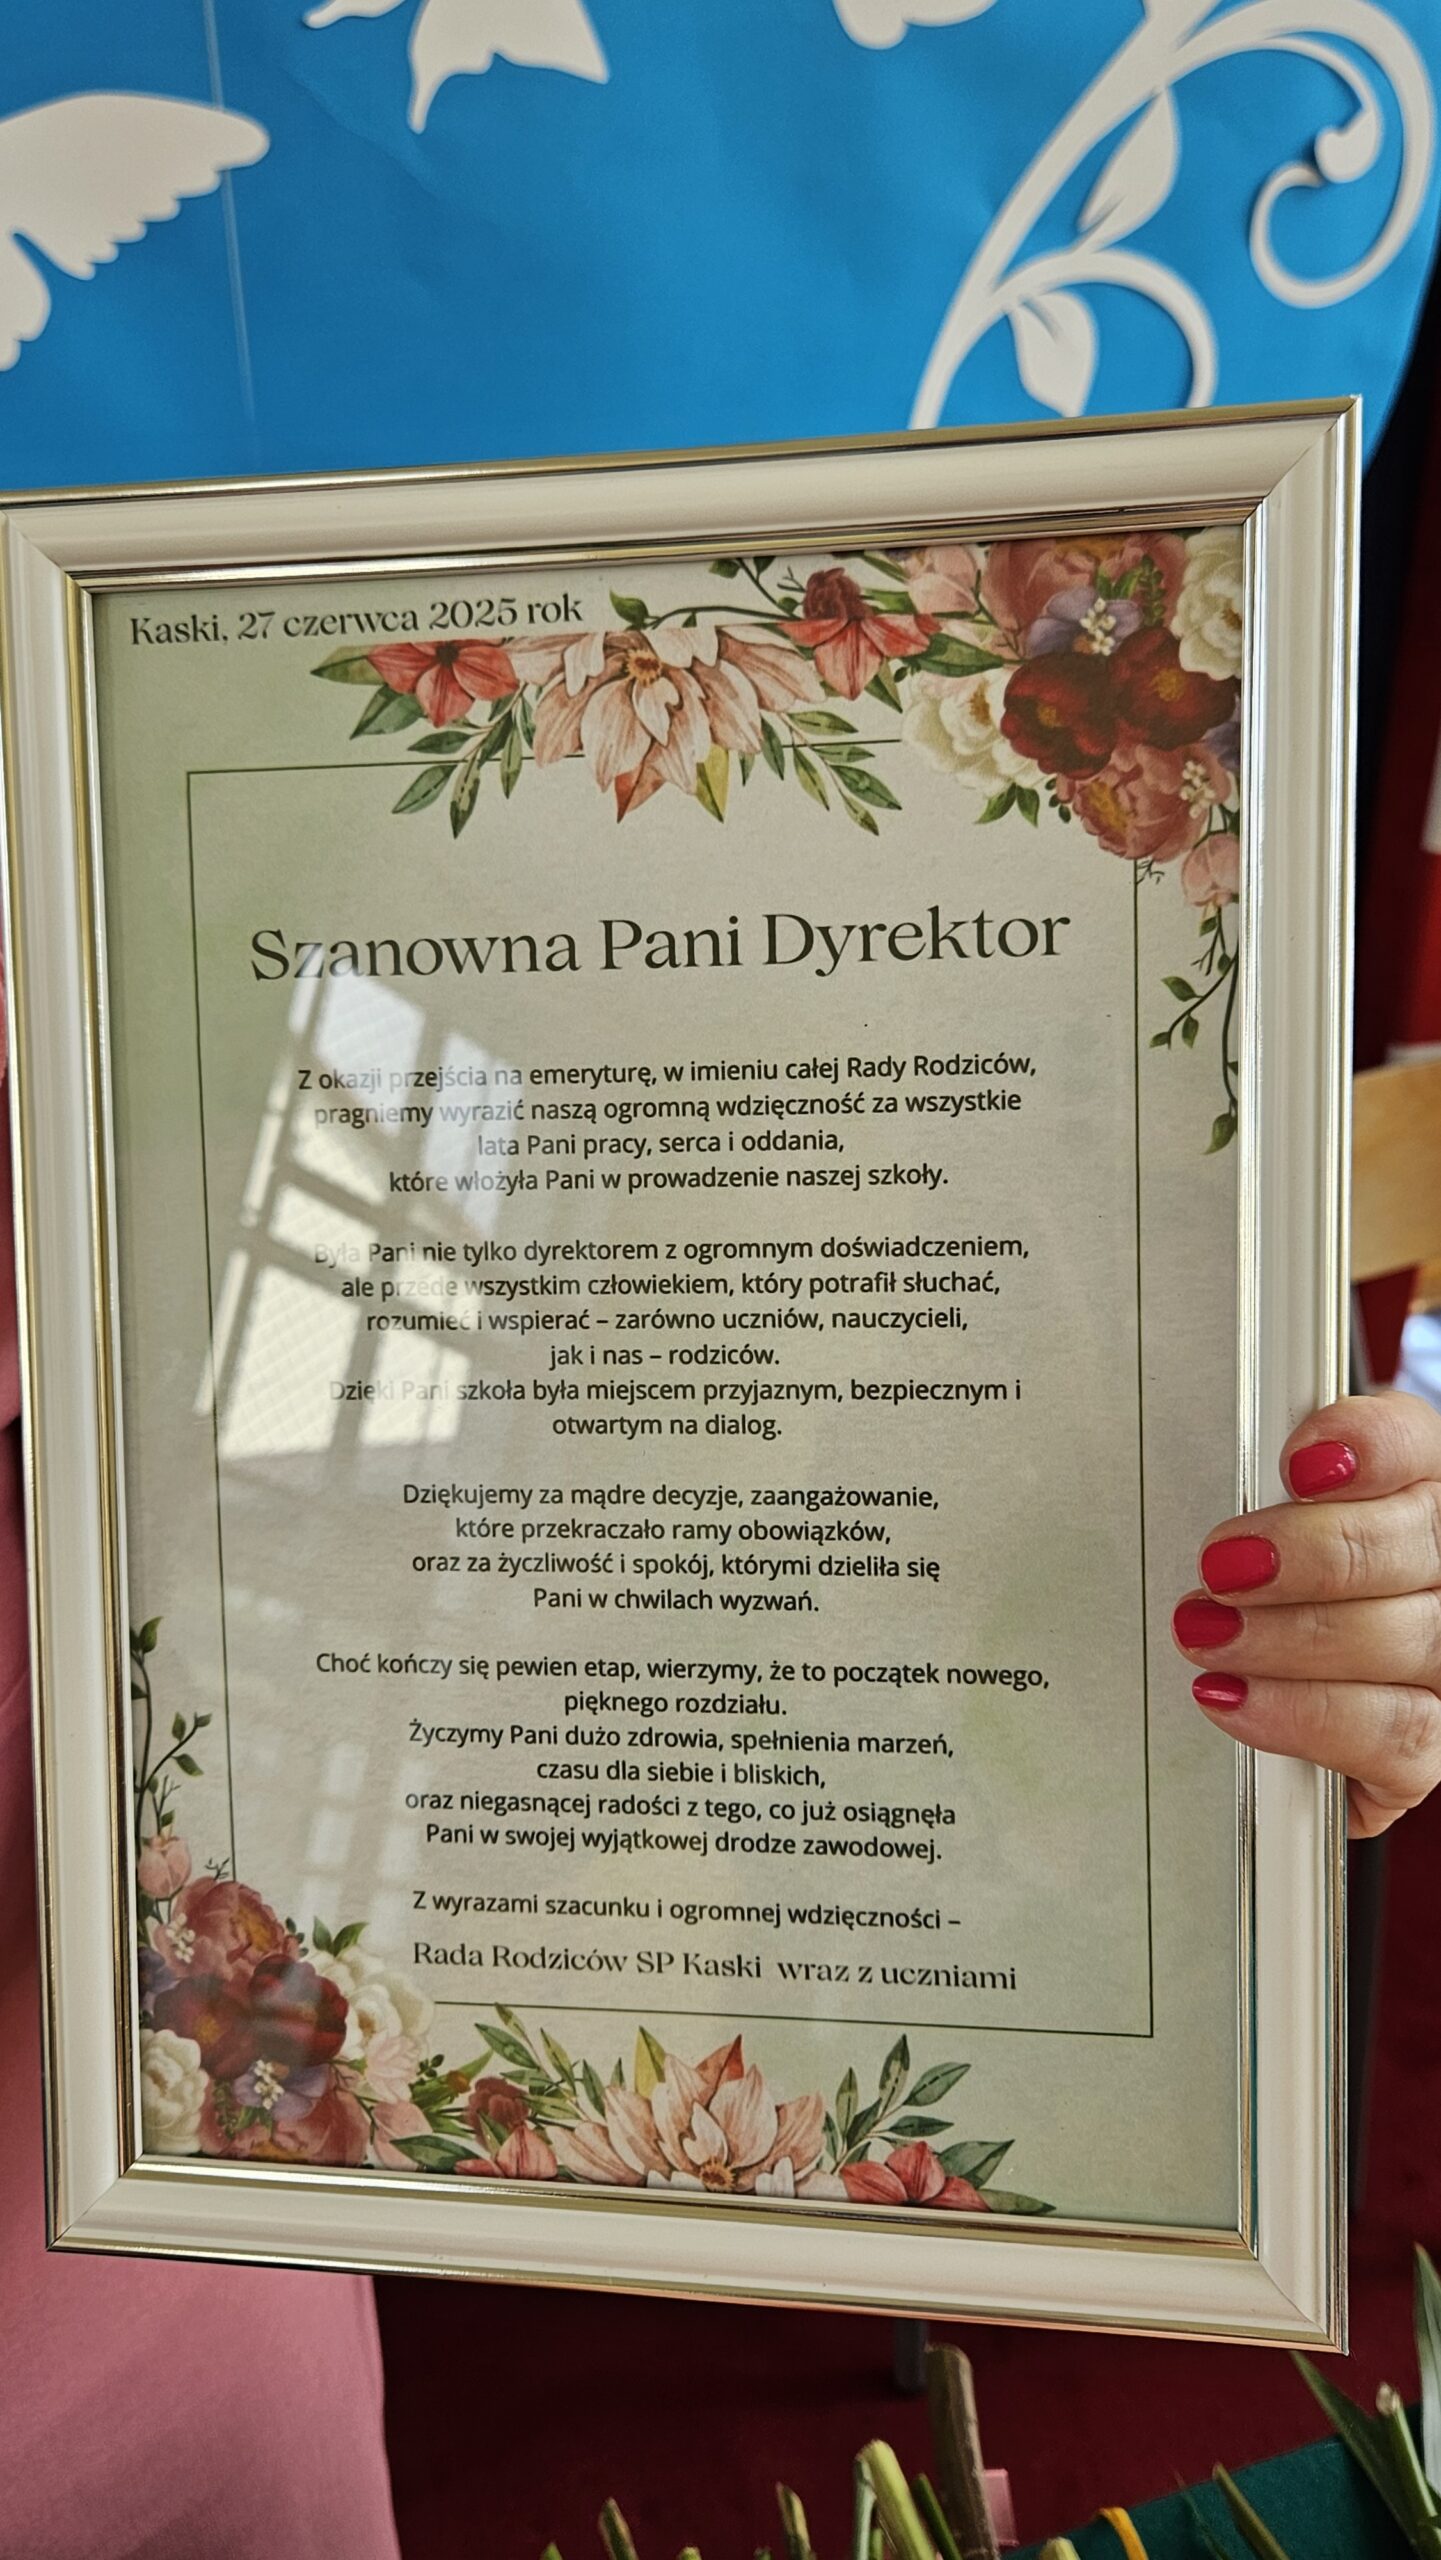 Kaski, 27 czerwca 2025 rok
Szanowna Pani Dyrektor
Z okazji przejścia na emeryturę, w imieniu całej Rady Rodziców,
pragniemy wyrazić naszą ogromną wdzięczność za wszystkie
lata Pani pracy, serca i oddania,
które włożyła Pani w prowadzenie naszej szkoły.
Była Pani nie tylko dyrektorem z ogromnym doświadczeniem,
ale przede wszystkim człowiekiem, który potrafił słuchać,
rozumieć i wspierać – zarówno uczniów, nauczycieli,
jak i nas – rodziców.
Dzięki Pani szkoła była miejscem przyjaznym, bezpiecznym i
otwartym na dialog.
Dziękujemy za mądre decyzje, zaangażowanie,
które przekraczało ramy obowiązków,
oraz za życzliwość i spokój, którymi dzieliła się
Pani w chwilach wyzwań.
Choć kończy się pewien etap, wierzymy, że to początek nowego,
pięknego rozdziału.
Życzymy Pani dużo zdrowia, spełnienia marzeń,
czasu dla siebie i bliskich,
oraz niegasnącej radości z tego, co już osiągnęła
Pani w swojej wyjątkowej drodze zawodowej.
Z wyrazami szacunku i ogromnej wdzięczności –
Rada Rodziców SP Kaski wraz z uczniami